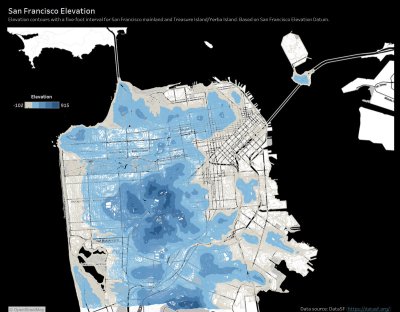 San Francisco Elevation
Elevation contours with a five-foot interval for San Francisco mainland and Treasure Island/Yerba Island. Based on San Francisco Elevation Datum.
Elevation
-102 915
© OpenStreetMap
Data source: DataSF, https://datasf.org/